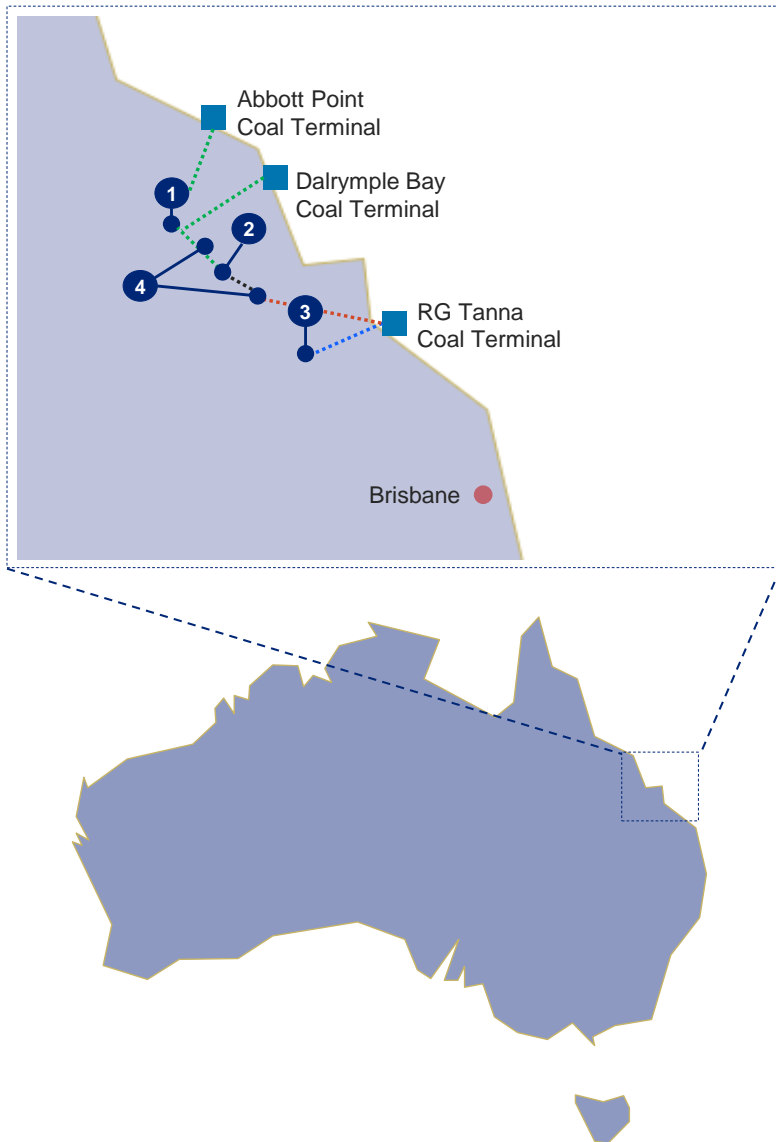 Abbott Point
Coal Terminal
1
Dalrymple Bay
Coal Terminal
2
4
3
RG Tanna
Coal Terminal
Brisbane